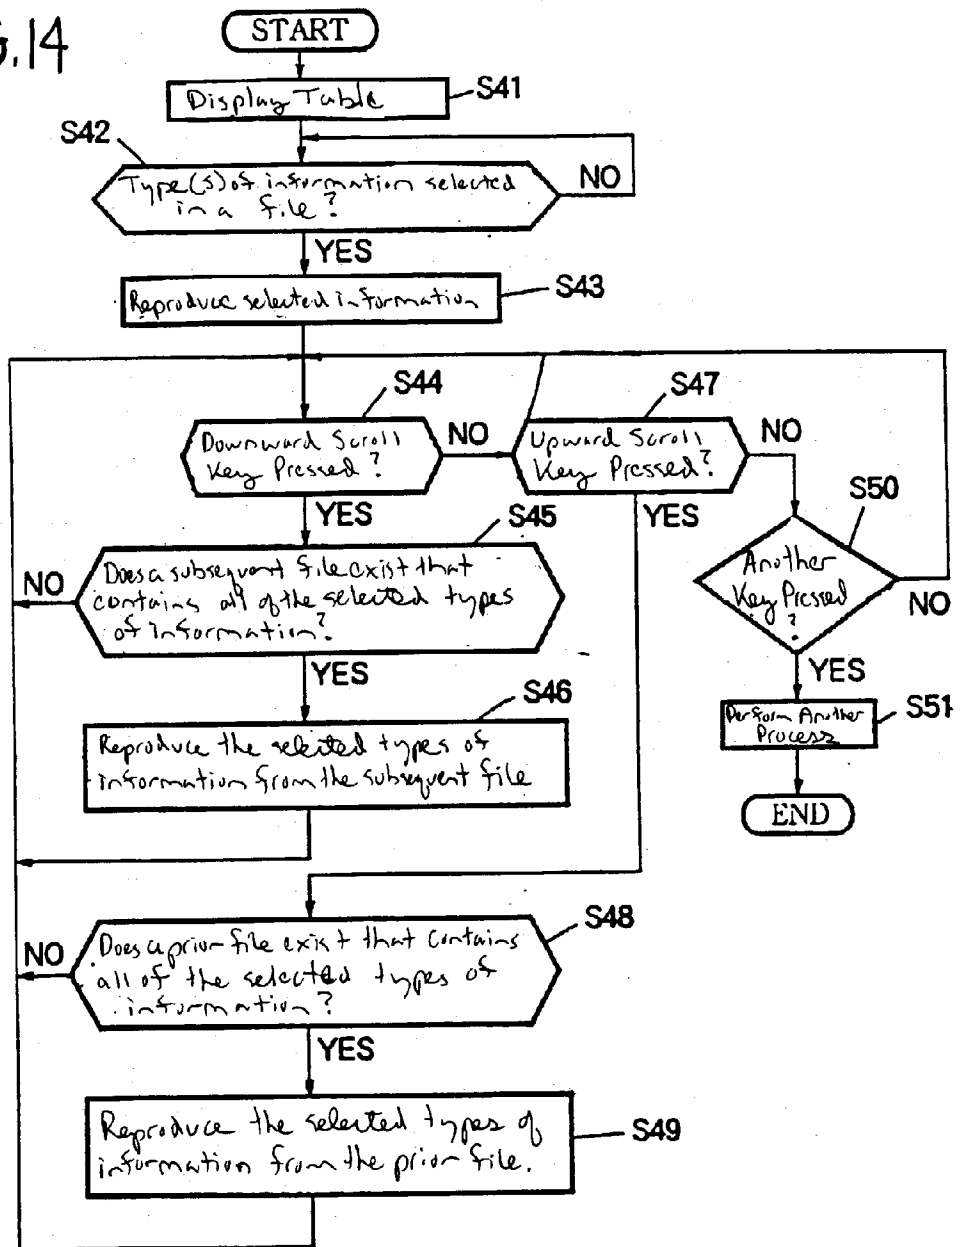 G.14
START
Display Table
S41
S42
Type(s) of information selected
in a file?
NO
YES
Reproduce selected information
S43
S44
Downward Scroll
Key Pressed?
NO
S47
Upward Scroll
Key Pressed?
NO
YES
S45
YES
S50
Another
Key Pressed
?
NO
Does a subsequent file exist that
contains all of the selected types
of information?
NO
YES
YES
S46
Reproduce the selected types of
information from the subsequent file
Perform Another
Process
S51
END
S48
Does a prior file exist that contains
all of the selected types of
information?
NO
YES
Reproduce the selected types of
information from the prior file.
S49